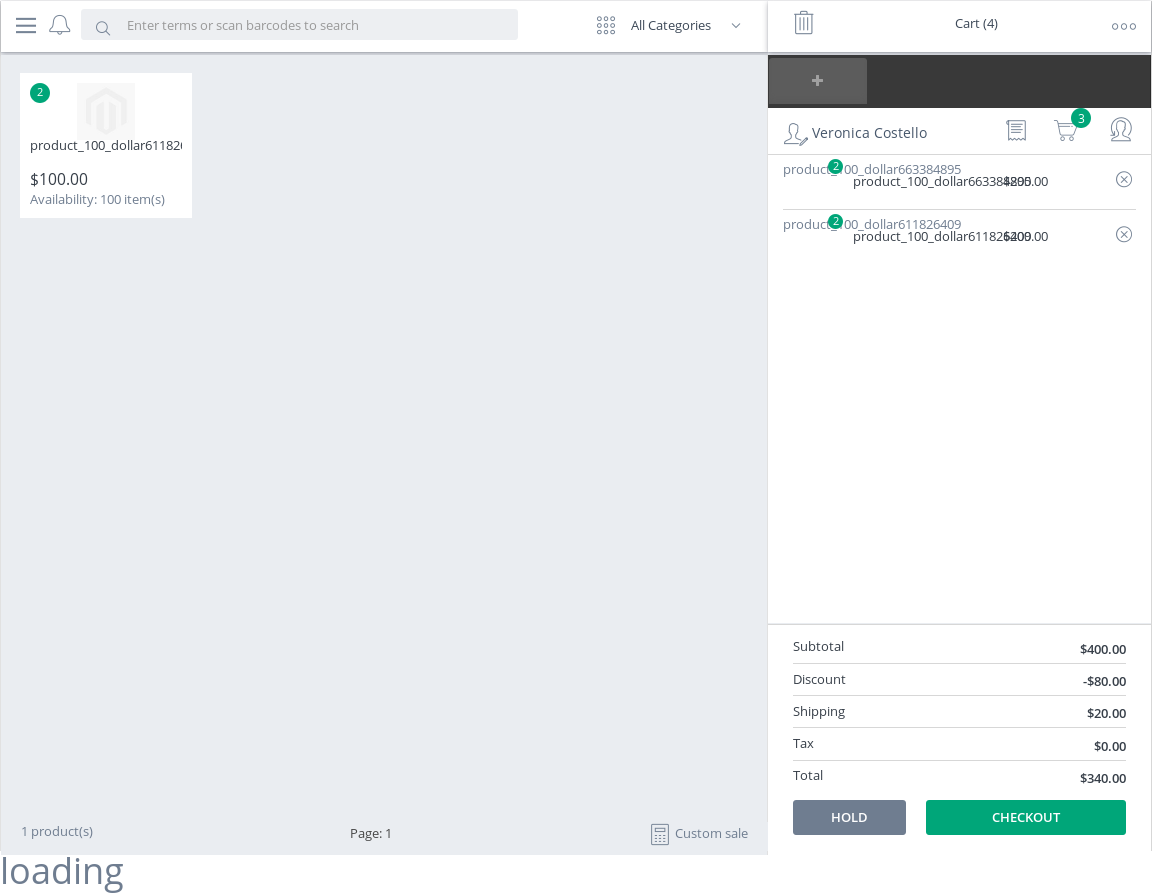 Enter terms or scan barcodes to search
All Categories
Cart (4)
2
product_100_dollar61182
$100.00
Availability: 100 item(s)
Veronica Costello
3
product_100_dollar663384895
2
product_100_dollar663384895
product_100_dollar611826409
2
product_100_dollar611826409
$200.00
Subtotal $400.00
Discount -$80.00
Shipping $20.00
Tax $0.00
Total $340.00
HOLD
CHECKOUT
1 product(s)
Page: 1
Custom sale
loading